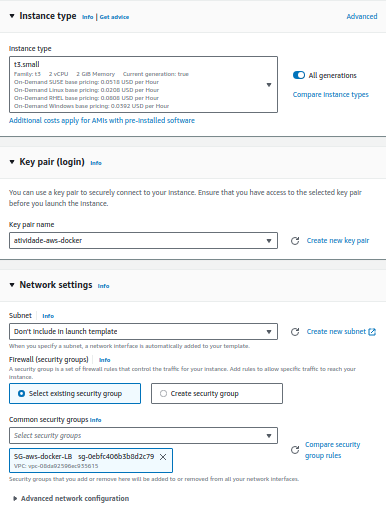 Instance type Info | Get advice Advanced
Instance type
t3.small
Family: t3 2 vCPU 2 GiB Memory Current generation: true
On-Demand SUSE base pricing: 0.0518 USD per Hour
On-Demand Linux base pricing: 0.0208 USD per Hour
On-Demand RHEL base pricing: 0.0808 USD per Hour
On-Demand Windows base pricing: 0.0392 USD per Hour
All generations
Compare instance types
Additional costs apply for AMIs with pre-installed software
Key pair (login) Info
You can use a key pair to securely connect to your instance. Ensure that you have access to the selected key pair
before you launch the instance.
Key pair name
atividade-aws-docker
Create new key pair
Network settings Info
Subnet Info
Don't include in launch template
Create new subnet
When you specify a subnet, a network interface is automatically added to your template.
Firewall (security groups) Info
A security group is a set of firewall rules that control the traffic for your instance. Add rules to allow specific traffic to reach your
instance.
Select existing security group
Create security group
Common security groups Info
Select security groups
SG-aws-docker-LB sg-0ebfc406b3b8d2c79
VPC: vpc-08da92596ec935615
Compare security
group rules
Security groups that you add or remove here will be added to or removed from all your network interfaces.
Advanced network configuration